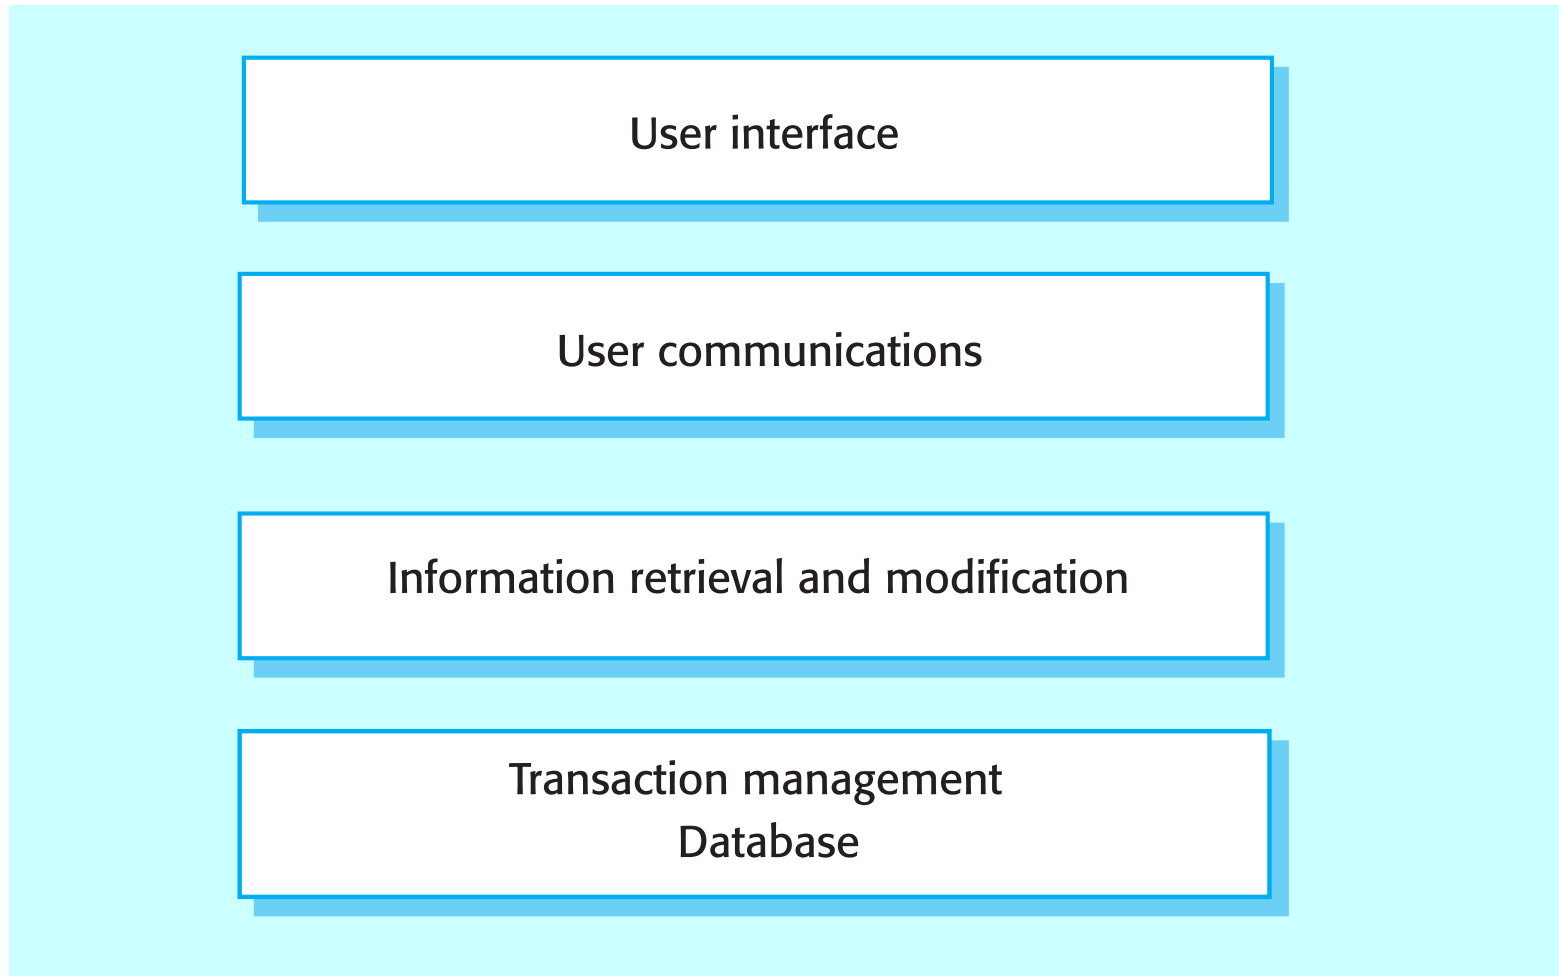 User interface
User communications
Information retrieval and modification
Transaction management
Database